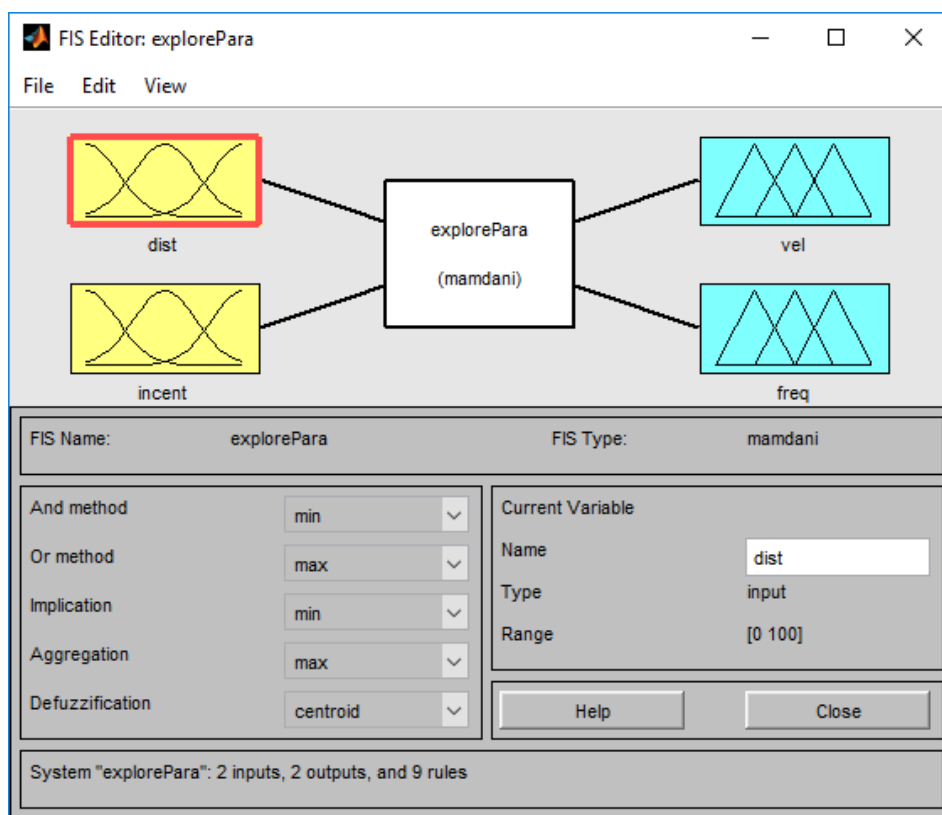 FIS Editor: explorePara
File Edit View
dist
incent
explorePara
(mamdani)
vel
freq
FIS Name: explorePara FIS Type: mamdani
And method min
Or method max
Implication min
Aggregation max
Defuzzification centroid
Current Variable
Name dist
Type input
Range [0 100]
Help Close
System "explorePara": 2 inputs, 2 outputs, and 9 rules